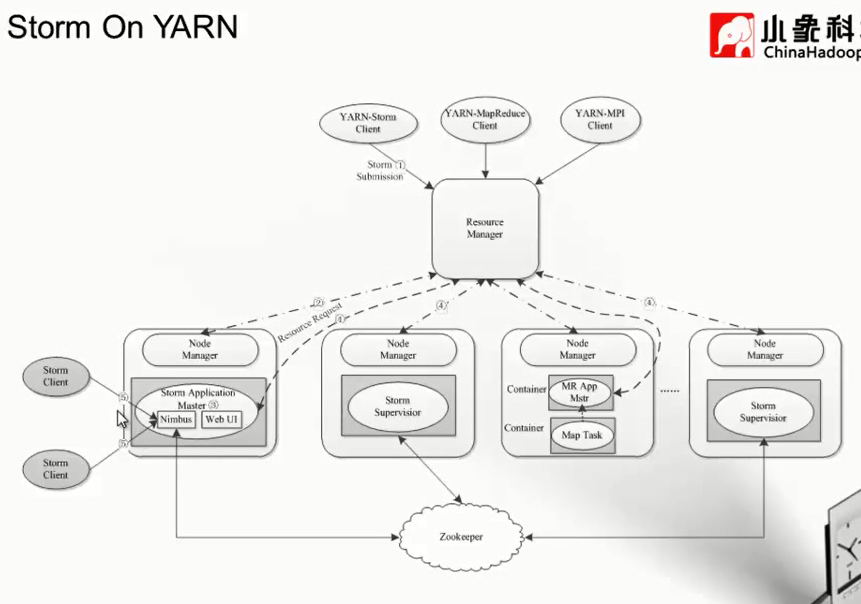 Storm On YARN
小象科
ChinaHadoop
YARN-Storm
Client
YARN-MapReduce
Client
YARN-MPI
Client
Storm ①
Submission
Resource
Manager
②
④
④
Resource Request
④
Node
Manager
Node
Manager
Node
Manager
Node
Manager
Storm
Client
⑤
Storm Application
Master ③
Nimbus
Web UI
⑤
Storm
Client
Storm
Supervisior
Container
MR App
Mstr
Container
Map Task
......
Storm
Supervisior
Zookeeper